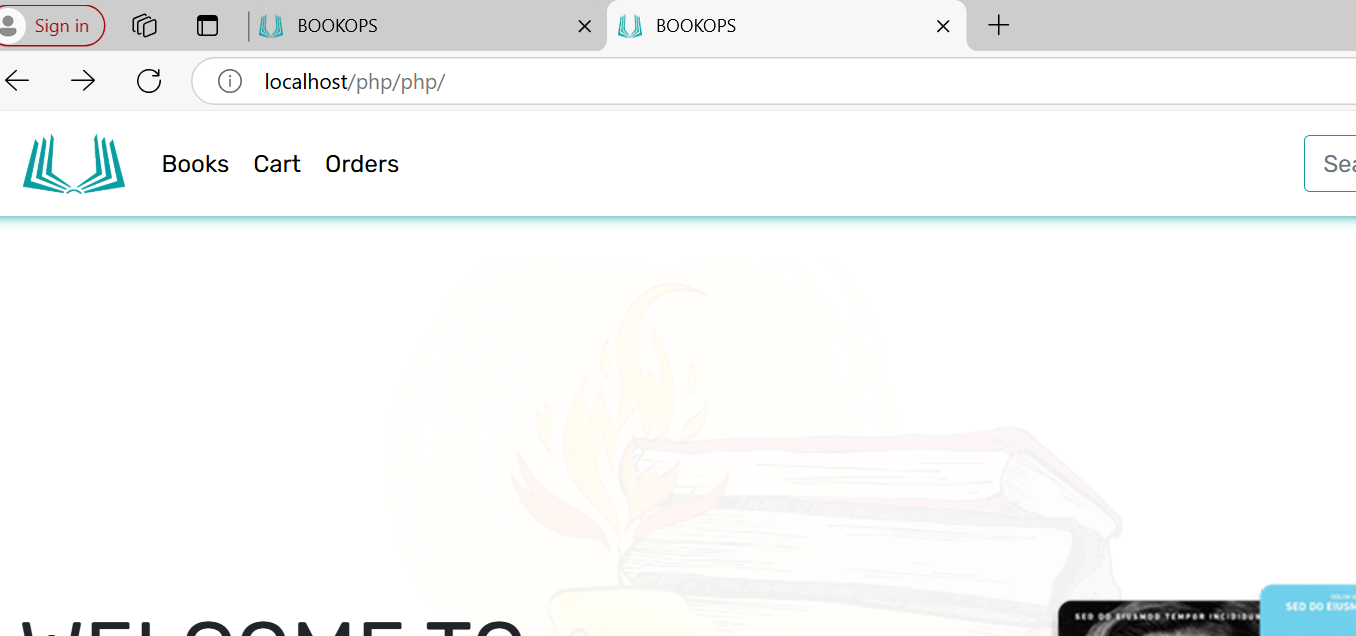 Sign in
BOOKOPS
BOOKOPS
localhost/php/php/
Books Cart Orders
Sea
WELCOME TO
SED DO EIUSMOD TEMPOR INCIDIDUN
SED DO EIUSM